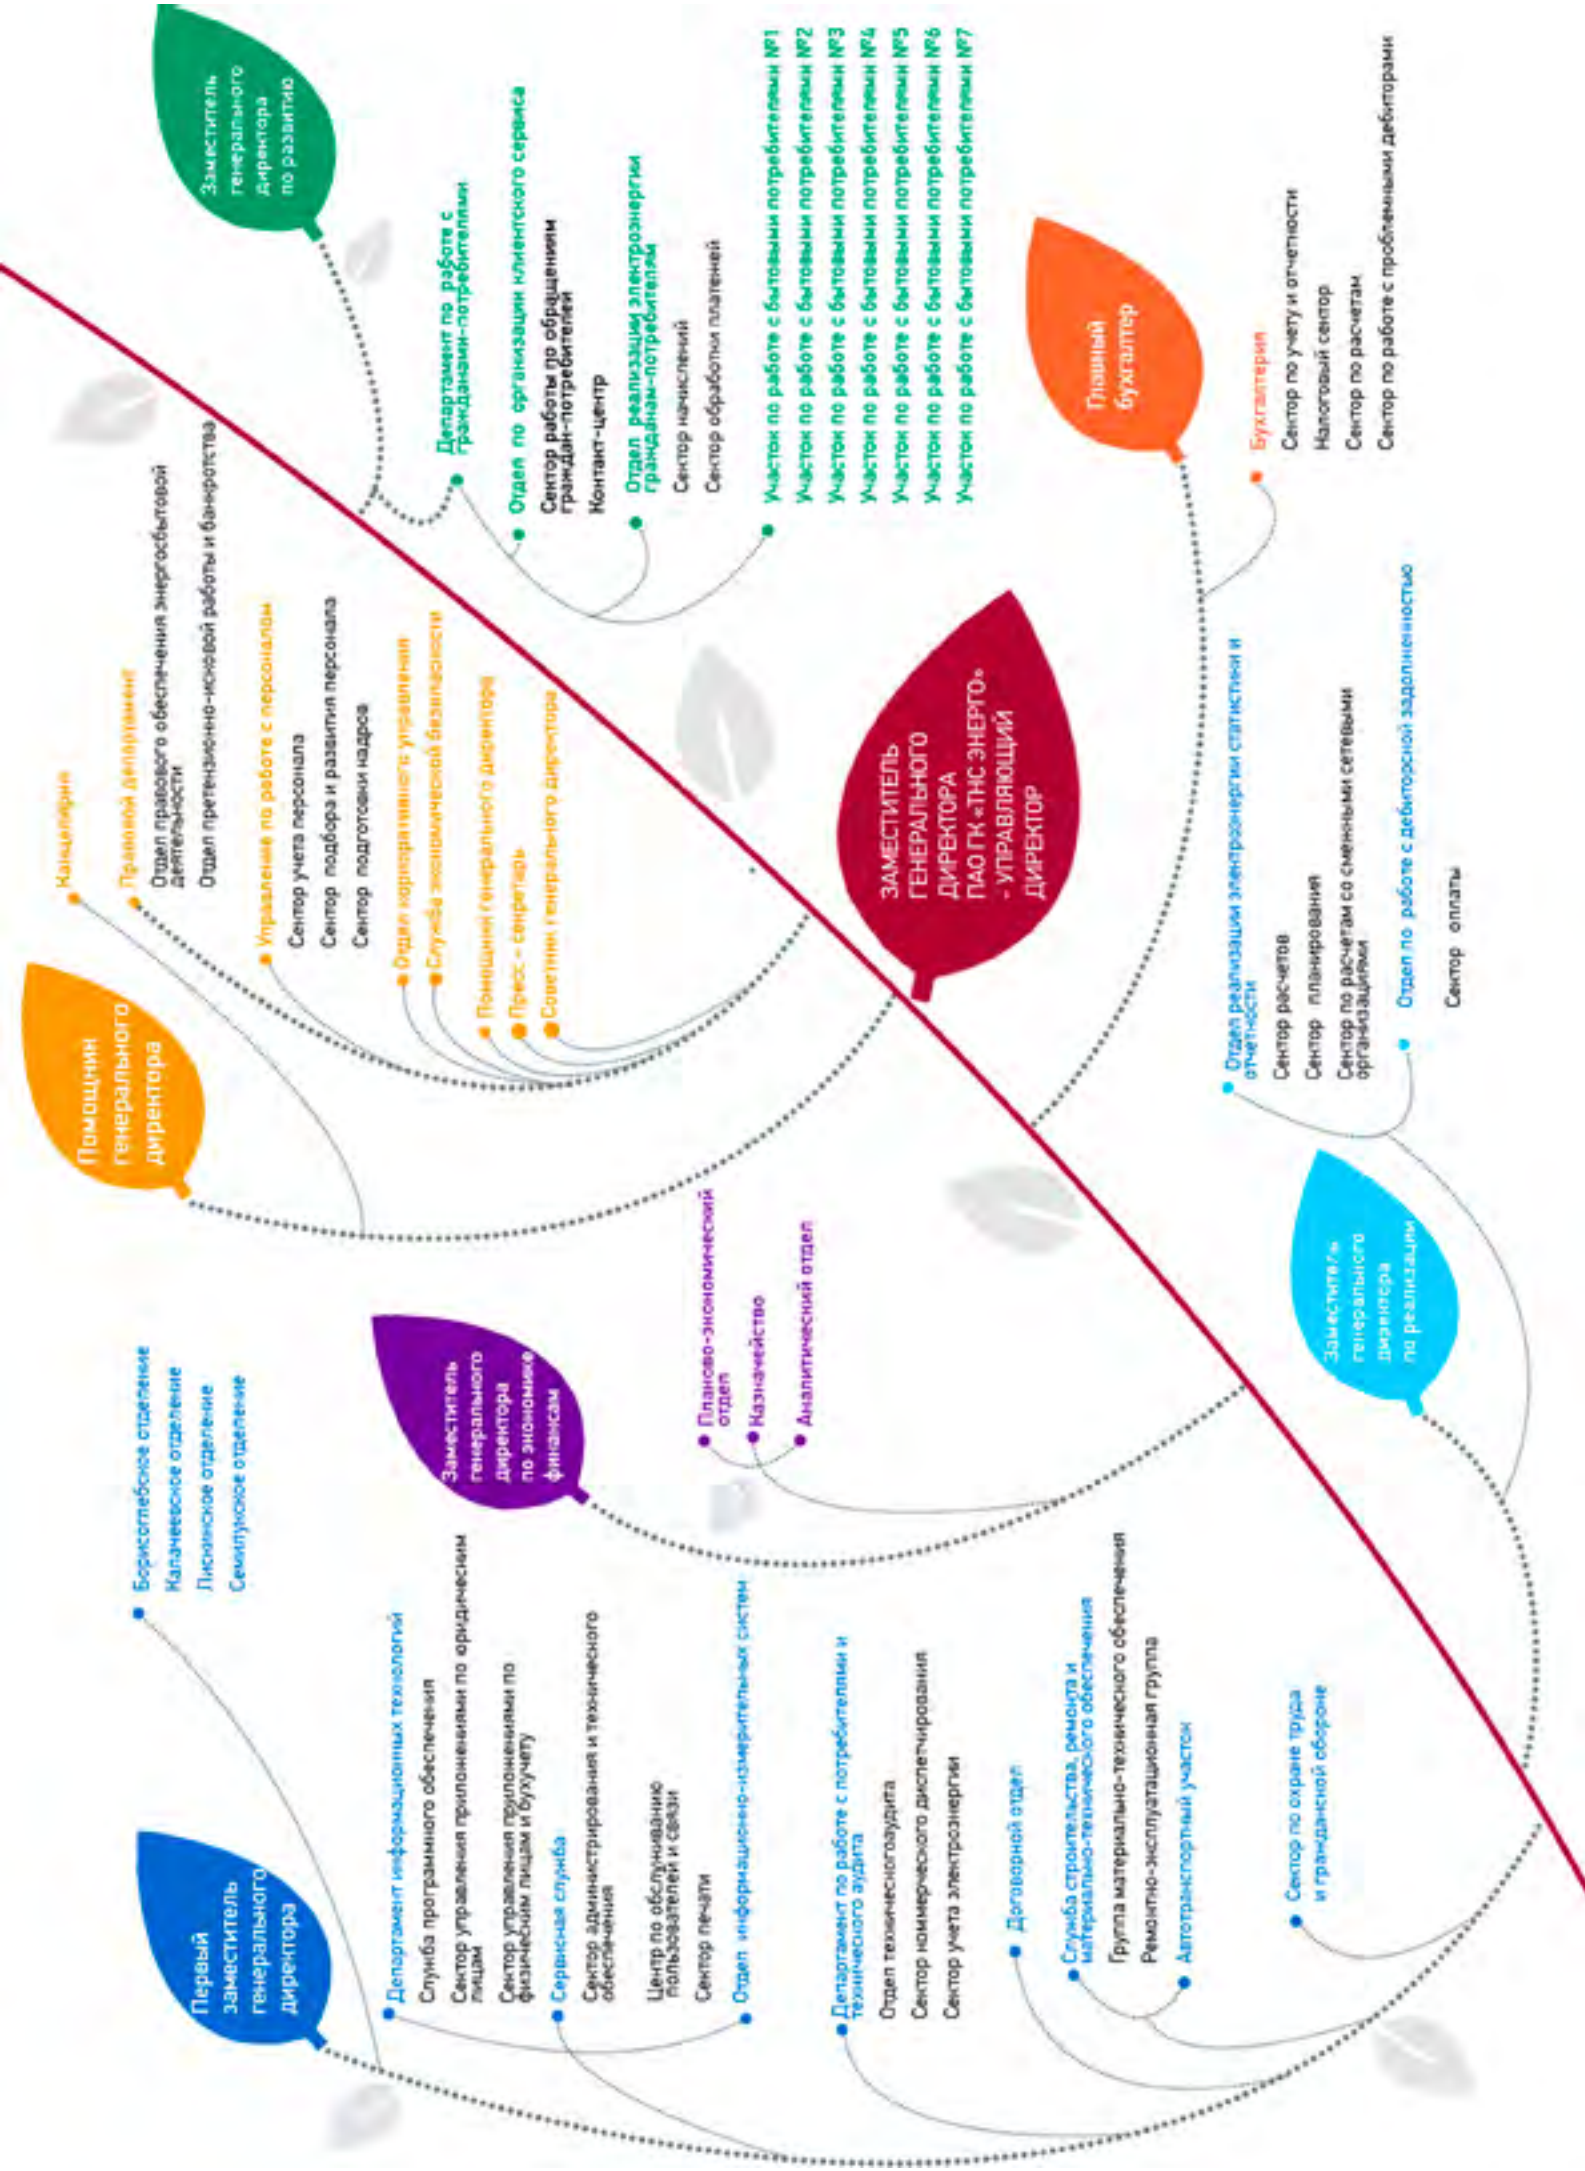 Первый
заместитель
генерального
директора
Борисоглебское отделение
Калачеевское отделение
Лискинское отделение
Семилукское отделение
Департамент информационных технологий
Служба программного обеспечения
Сектор управления приложениями по юридическим
лицам
Сектор управления приложениями по
физическим лицам и бухучету
Сервисная служба
Сектор администрирования и технического
обеспечения
Центр по обслуживанию
пользователей и связи
Сектор печати
Отдел информационно-измерительных систем
Департамент по работе с потребителями и
технического аудита
Отдел техническогоаудита
Сектор коммерческого диспетчирования
Сектор учета электроэнергии
Договорной отдел
Служба строительства, ремонта и
материально-технического обеспечения
Группа материально-технического обеспечения
Ремонтно-эксплуатационная группа
Автотранспортный участок
Сектор по охране труда
и гражданской обороне
Заместитель
генерального
директора
по экономике
финансам
Планово-экономический
отдел
Казначейство
Аналитический отдел
Помощник
генерального
директора
Канцелярия
Правовой департамент
Отдел правового обеспечения энергосбытовой
деятельности
Отдел претензионно-исковой работы и банкротства
Управление по работе с персоналом
Сектор учета персонала
Сектор подбора и развития персонала
Сектор подготовки кадров
Отдел корпоративного управления
Служба экономической безопасности
Помощник генерального директора
Пресс - секретарь
Советник генерального директора
ЗАМЕСТИТЕЛЬ
ГЕНЕРАЛЬНОГО
ДИРЕКТОРА
ПАО ГК «ТНС ЭНЕРГО»
- УПРАВЛЯЮЩИЙ
ДИРЕКТОР
Заместитель
генерального
директора
по реализации
Отдел реализации электроэнергии статистики и
отчетности
Сектор расчетов
Сектор планирования
Сектор по расчетам со смежными сетевыми
организациями
Отдел по работе с дебиторской задолженностью
Сектор оплаты
Заместитель
генерального
директора
по развитию
Департамент по работе с
гражданами-потребителями
Отдел по организации клиентского сервиса
Сектор работы по обращениям
граждан-потребителей
Контакт-центр
Отдел реализации электроэнергии
гражданам-потребителям
Сектор начислений
Сектор обработки платежей
Участок по работе с бытовыми потребителями №1
Участок по работе с бытовыми потребителями №2
Участок по работе с бытовыми потребителями №3
Участок по работе с бытовыми потребителями №4
Участок по работе с бытовыми потребителями №5
Участок по работе с бытовыми потребителями №6
Участок по работе с бытовыми потребителями №7
Главный
бухгалтер
Бухгалтерия
Сектор по учету и отчетности
Налоговый сектор
Сектор по расчетам
Сектор по работе с проблемными дебиторами